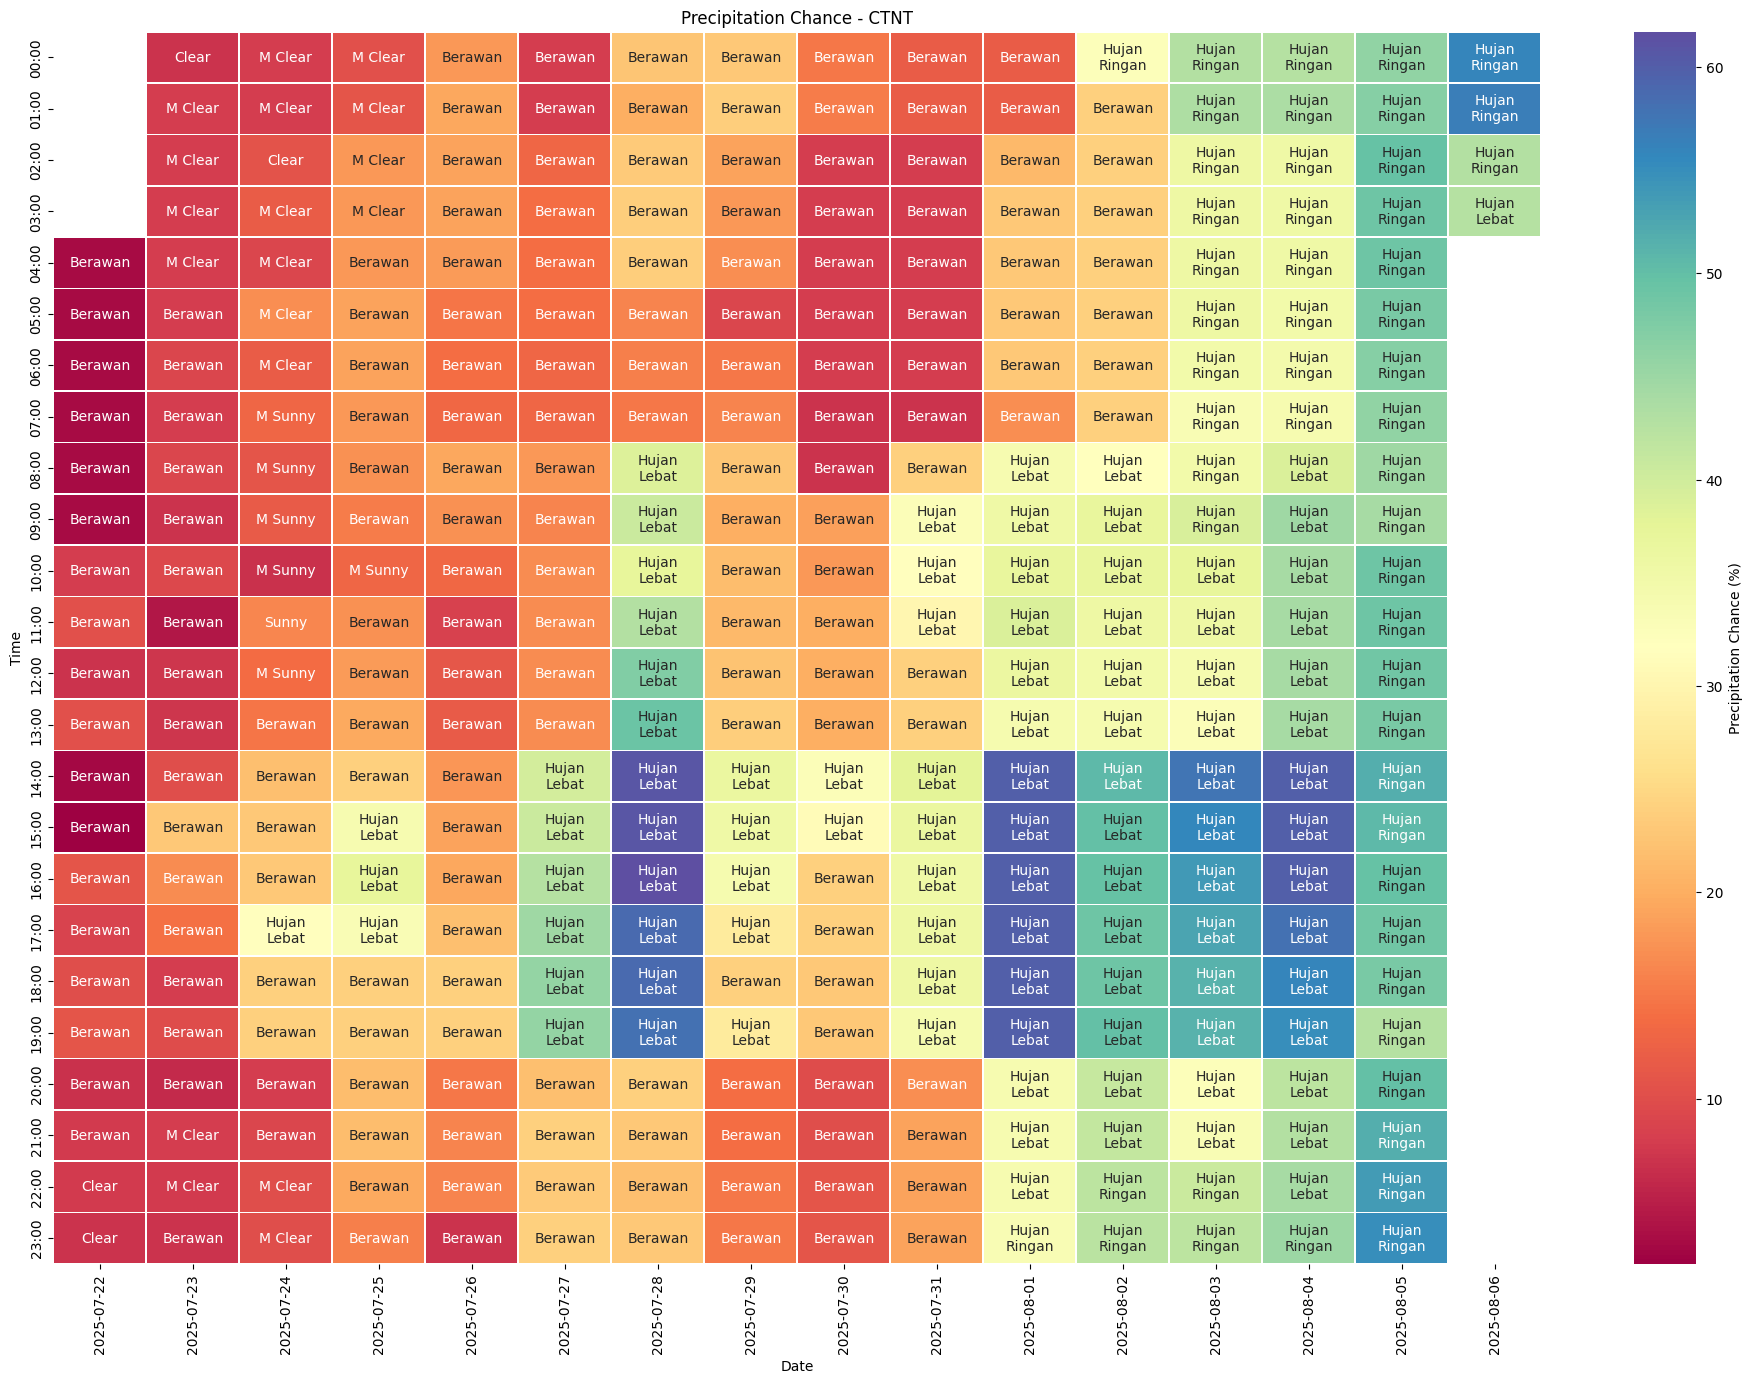 Precipitation Chance - CTNT
00:00 Clear M Clear M Clear Berawan Berawan Berawan Berawan Berawan Berawan Berawan Hujan Hujan Hujan Hujan Hujan
Ringan Ringan Ringan Ringan Ringan
01:00 M Clear M Clear M Clear Berawan Berawan Berawan Berawan Berawan Berawan Berawan Berawan Hujan Hujan Hujan Hujan
Ringan Ringan Ringan Ringan
02:00 M Clear Clear M Clear Berawan Berawan Berawan Berawan Berawan Berawan Berawan Berawan Hujan Hujan Hujan Hujan
Ringan Ringan Ringan Ringan
03:00 M Clear M Clear M Clear Berawan Berawan Berawan Berawan Berawan Berawan Berawan Berawan Hujan Hujan Hujan Hujan
Ringan Ringan Ringan Lebat
04:00 Berawan M Clear M Clear Berawan Berawan Berawan Berawan Berawan Berawan Berawan Berawan Berawan Hujan Hujan Hujan
Ringan Ringan Ringan
05:00 Berawan Berawan M Clear Berawan Berawan Berawan Berawan Berawan Berawan Berawan Berawan Berawan Hujan Hujan Hujan
Ringan Ringan Ringan
06:00 Berawan Berawan M Clear Berawan Berawan Berawan Berawan Berawan Berawan Berawan Berawan Berawan Hujan Hujan Hujan
Ringan Ringan Ringan
07:00 Berawan Berawan M Sunny Berawan Berawan Berawan Berawan Berawan Berawan Berawan Berawan Berawan Hujan Hujan Hujan
Ringan Ringan Ringan
08:00 Berawan Berawan M Sunny Berawan Berawan Berawan Hujan Berawan Berawan Berawan Hujan Hujan Hujan Hujan Hujan
Lebat Lebat Lebat Ringan Lebat Ringan
09:00 Berawan Berawan M Sunny Berawan Berawan Berawan Hujan Berawan Berawan Hujan Hujan Hujan Hujan Hujan Hujan
Lebat Lebat Lebat Lebat Ringan Lebat Ringan
10:00 Berawan Berawan M Sunny M Sunny Berawan Berawan Hujan Berawan Berawan Hujan Hujan Hujan Hujan Hujan Hujan
Lebat Lebat Lebat Lebat Lebat Lebat Ringan
11:00 Berawan Berawan Sunny Berawan Berawan Berawan Hujan Berawan Berawan Hujan Hujan Hujan Hujan Hujan Hujan
Lebat Lebat Lebat Lebat Lebat Lebat Ringan
12:00 Berawan Berawan M Sunny Berawan Berawan Berawan Hujan Berawan Berawan Berawan Hujan Hujan Hujan Hujan Hujan
Lebat Lebat Lebat Lebat Lebat Ringan
13:00 Berawan Berawan Berawan Berawan Berawan Berawan Hujan Berawan Berawan Berawan Hujan Hujan Hujan Hujan Hujan
Lebat Lebat Lebat Lebat Lebat Ringan
14:00 Berawan Berawan Berawan Berawan Berawan Hujan Hujan Hujan Hujan Hujan Hujan Hujan Hujan Hujan Hujan
Lebat Lebat Lebat Lebat Lebat Lebat Lebat Lebat Lebat Ringan
15:00 Berawan Berawan Berawan Hujan Berawan Hujan Hujan Hujan Hujan Hujan Hujan Hujan Hujan Hujan Hujan
Lebat Lebat Lebat Lebat Lebat Lebat Lebat Lebat Lebat Lebat Ringan
16:00 Berawan Berawan Berawan Hujan Berawan Hujan Hujan Hujan Berawan Hujan Hujan Hujan Hujan Hujan Hujan
Lebat Lebat Lebat Lebat Lebat Lebat Lebat Lebat Lebat Ringan
17:00 Berawan Berawan Hujan Hujan Berawan Hujan Hujan Hujan Berawan Hujan Hujan Hujan Hujan Hujan Hujan
Lebat Lebat Lebat Lebat Lebat Lebat Lebat Lebat Lebat Lebat Ringan
18:00 Berawan Berawan Berawan Berawan Berawan Hujan Hujan Berawan Berawan Hujan Hujan Hujan Hujan Hujan Hujan
Lebat Lebat Lebat Lebat Lebat Lebat Lebat Ringan
19:00 Berawan Berawan Berawan Berawan Berawan Hujan Hujan Hujan Berawan Hujan Hujan Hujan Hujan Hujan Hujan
Lebat Lebat Lebat Lebat Lebat Lebat Lebat Lebat Ringan
20:00 Berawan Berawan Berawan Berawan Berawan Berawan Berawan Berawan Berawan Berawan Hujan Hujan Hujan Hujan Hujan
Lebat Lebat Lebat Lebat Ringan
21:00 Berawan M Clear Berawan Berawan Berawan Berawan Berawan Berawan Berawan Berawan Hujan Hujan Hujan Hujan Hujan
Lebat Lebat Lebat Lebat Ringan
22:00 Clear M Clear M Clear Berawan Berawan Berawan Berawan Berawan Berawan Berawan Hujan Hujan Hujan Hujan Hujan
Lebat Ringan Ringan Lebat Ringan
23:00 Clear Berawan M Clear Berawan Berawan Berawan Berawan Berawan Berawan Berawan Hujan Hujan Hujan Hujan Hujan
Ringan Ringan Ringan Ringan Ringan
Time
2025-07-22 2025-07-23 2025-07-24 2025-07-25 2025-07-26 2025-07-27 2025-07-28 2025-07-29 2025-07-30 2025-07-31 2025-08-01 2025-08-02 2025-08-03 2025-08-04 2025-08-05 2025-08-06
Date
60
50
40
30
20
10
Precipitation Chance (%)